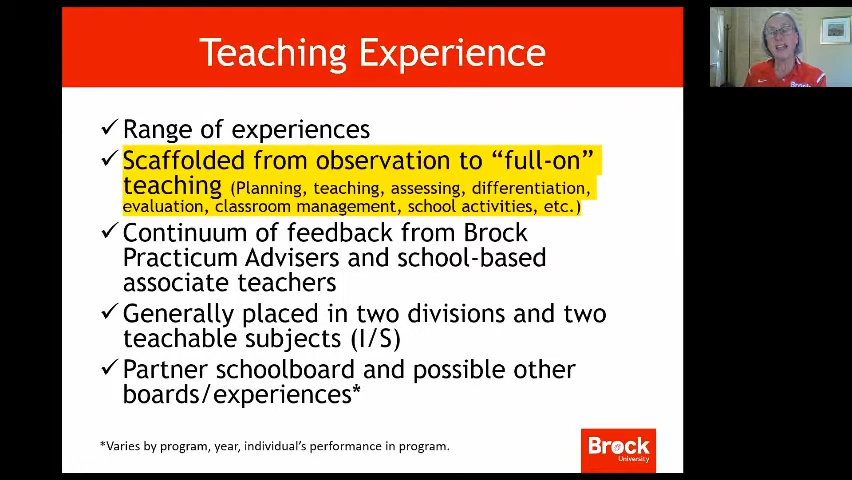 Teaching Experience
✓Range of experiences
✓Scaffolded from observation to “full-on”
teaching (Planning, teaching, assessing, differentiation,
evaluation, classroom management, school activities, etc.)
✓Continuum of feedback from Brock
Practicum Advisers and school-based
associate teachers
✓Generally placed in two divisions and two
teachable subjects (I/S)
✓Partner schoolboard and possible other
boards/experiences*
*Varies by program, year, individual’s performance in program.
Brock
University
Brock